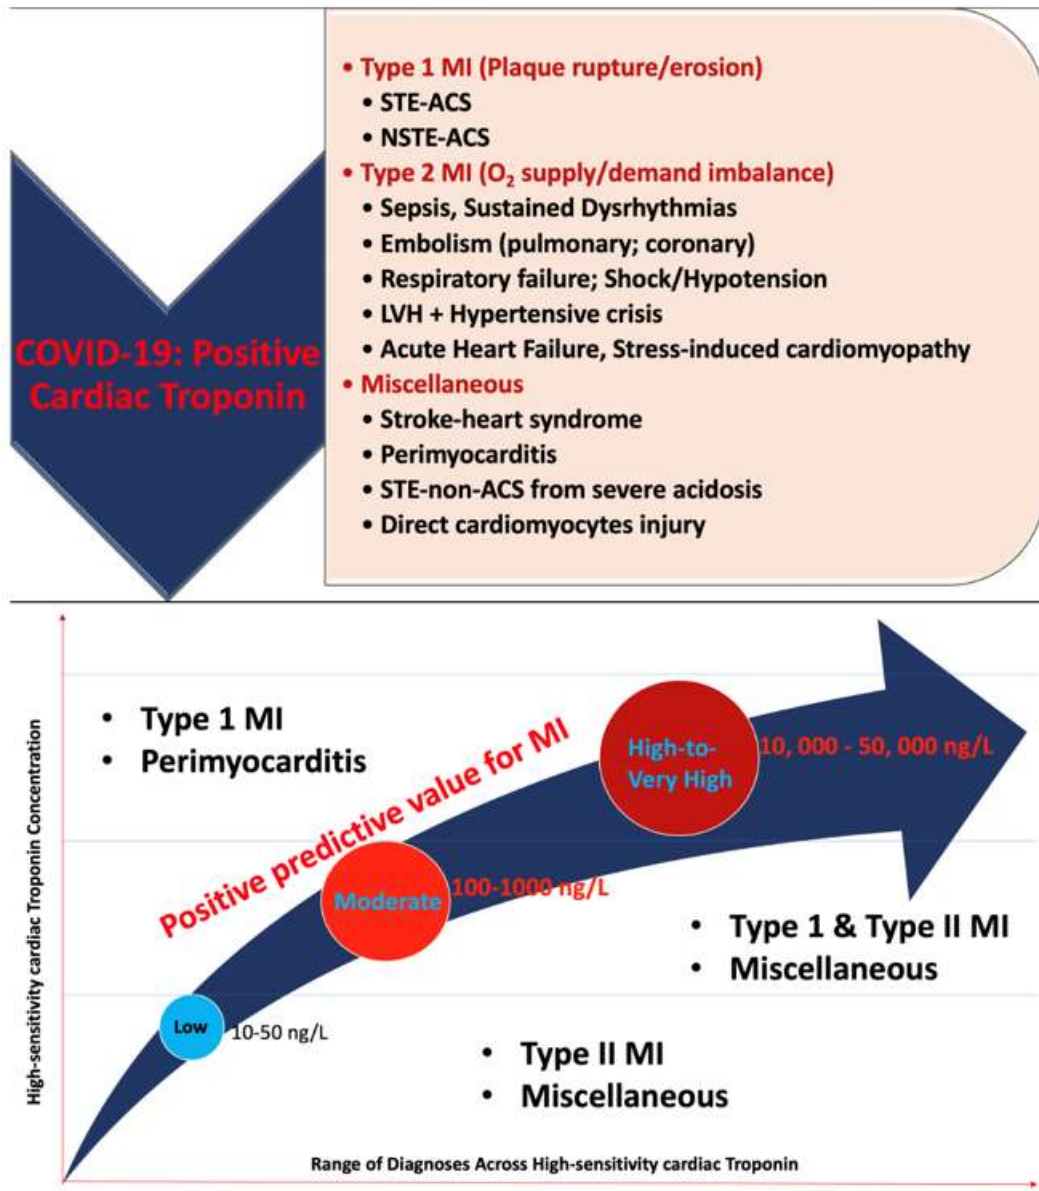 COVID-19: Positive
Cardiac Troponin
• Type 1 MI (Plaque rupture/erosion)
• STE-ACS
• NSTE-ACS
• Type 2 MI (O₂ supply/demand imbalance)
• Sepsis, Sustained Dysrhythmias
• Embolism (pulmonary; coronary)
• Respiratory failure; Shock/Hypotension
• LVH + Hypertensive crisis
• Acute Heart Failure, Stress-induced cardiomyopathy
• Miscellaneous
• Stroke-heart syndrome
• Perimyocarditis
• STE-non-ACS from severe acidosis
• Direct cardiomyocytes injury
High-sensitivity cardiac Troponin Concentration
• Type 1 MI
• Perimyocarditis
Positive predictive value for MI
High-to-
Very High
10, 000 - 50, 000 ng/L
Moderate
100-1000 ng/L
• Type 1 & Type II MI
• Miscellaneous
Low
10-50 ng/L
• Type II MI
• Miscellaneous
Range of Diagnoses Across High-sensitivity cardiac Troponin